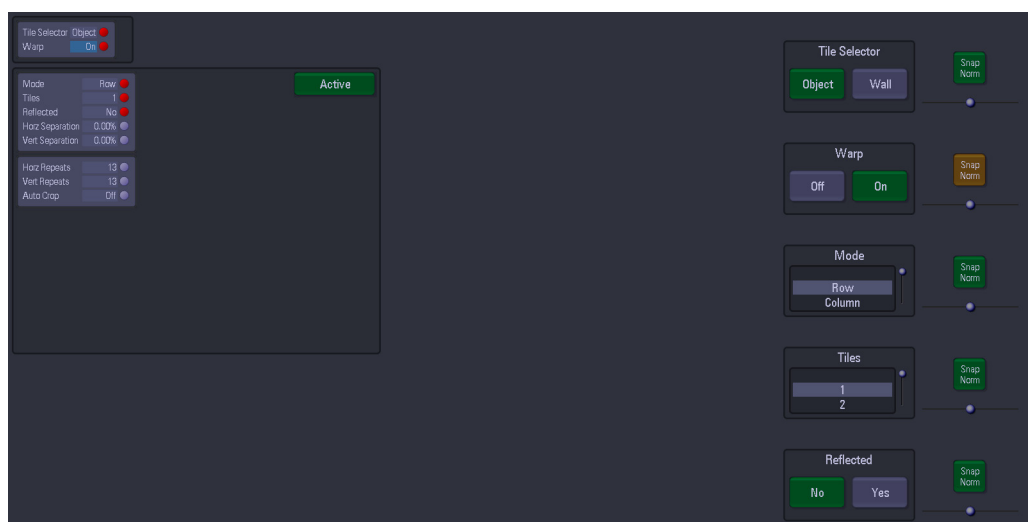 Tile Selector Object
Warp On
Mode Row
Tiles 1
Reflected No
Horz Separation 0.00%
Vert Separation 0.00%
Horz Repeats 13
Vert Repeats 13
Auto Crop Off
Active
Tile Selector
Object Wall
Snap
Norm
Warp
Off On
Snap
Norm
Mode
Row
Column
Snap
Norm
Tiles
1
2
Snap
Norm
Reflected
No Yes
Snap
Norm